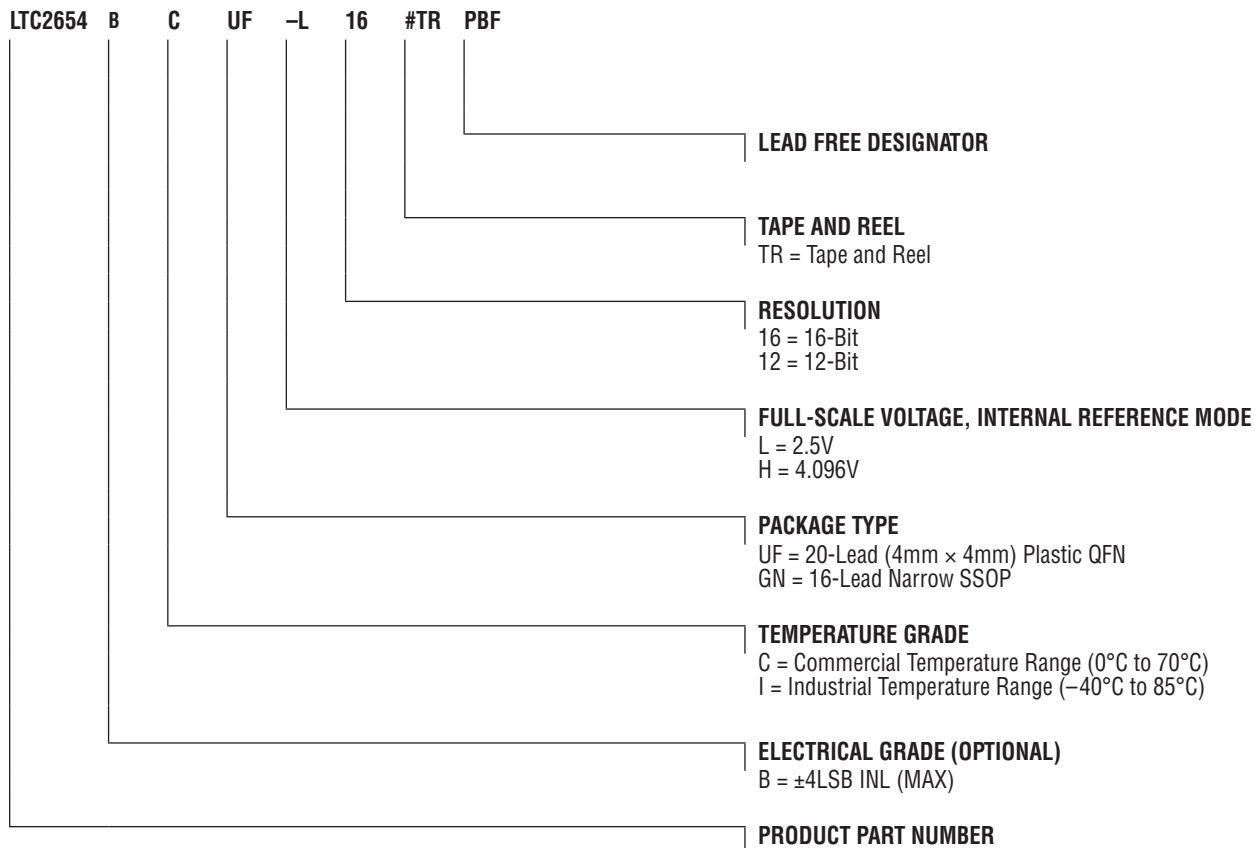 LTC2654 B C UF –L 16 #TR PBF
LEAD FREE DESIGNATOR
TAPE AND REEL
TR = Tape and Reel
RESOLUTION
16 = 16-Bit
12 = 12-Bit
FULL-SCALE VOLTAGE, INTERNAL REFERENCE MODE
L = 2.5V
H = 4.096V
PACKAGE TYPE
UF = 20-Lead (4mm × 4mm) Plastic QFN
GN = 16-Lead Narrow SSOP
TEMPERATURE GRADE
C = Commercial Temperature Range (0°C to 70°C)
I = Industrial Temperature Range (–40°C to 85°C)
ELECTRICAL GRADE (OPTIONAL)
B = ±4LSB INL (MAX)
PRODUCT PART NUMBER